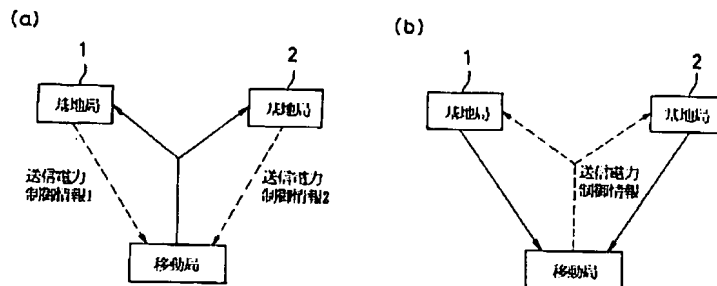 (a)
1
基地局
2
基地局
送信電力
制御情報1
送信電力
制御情報2
移動局
(b)
1
基地局
2
基地局
送信電力
制御情報
移動局